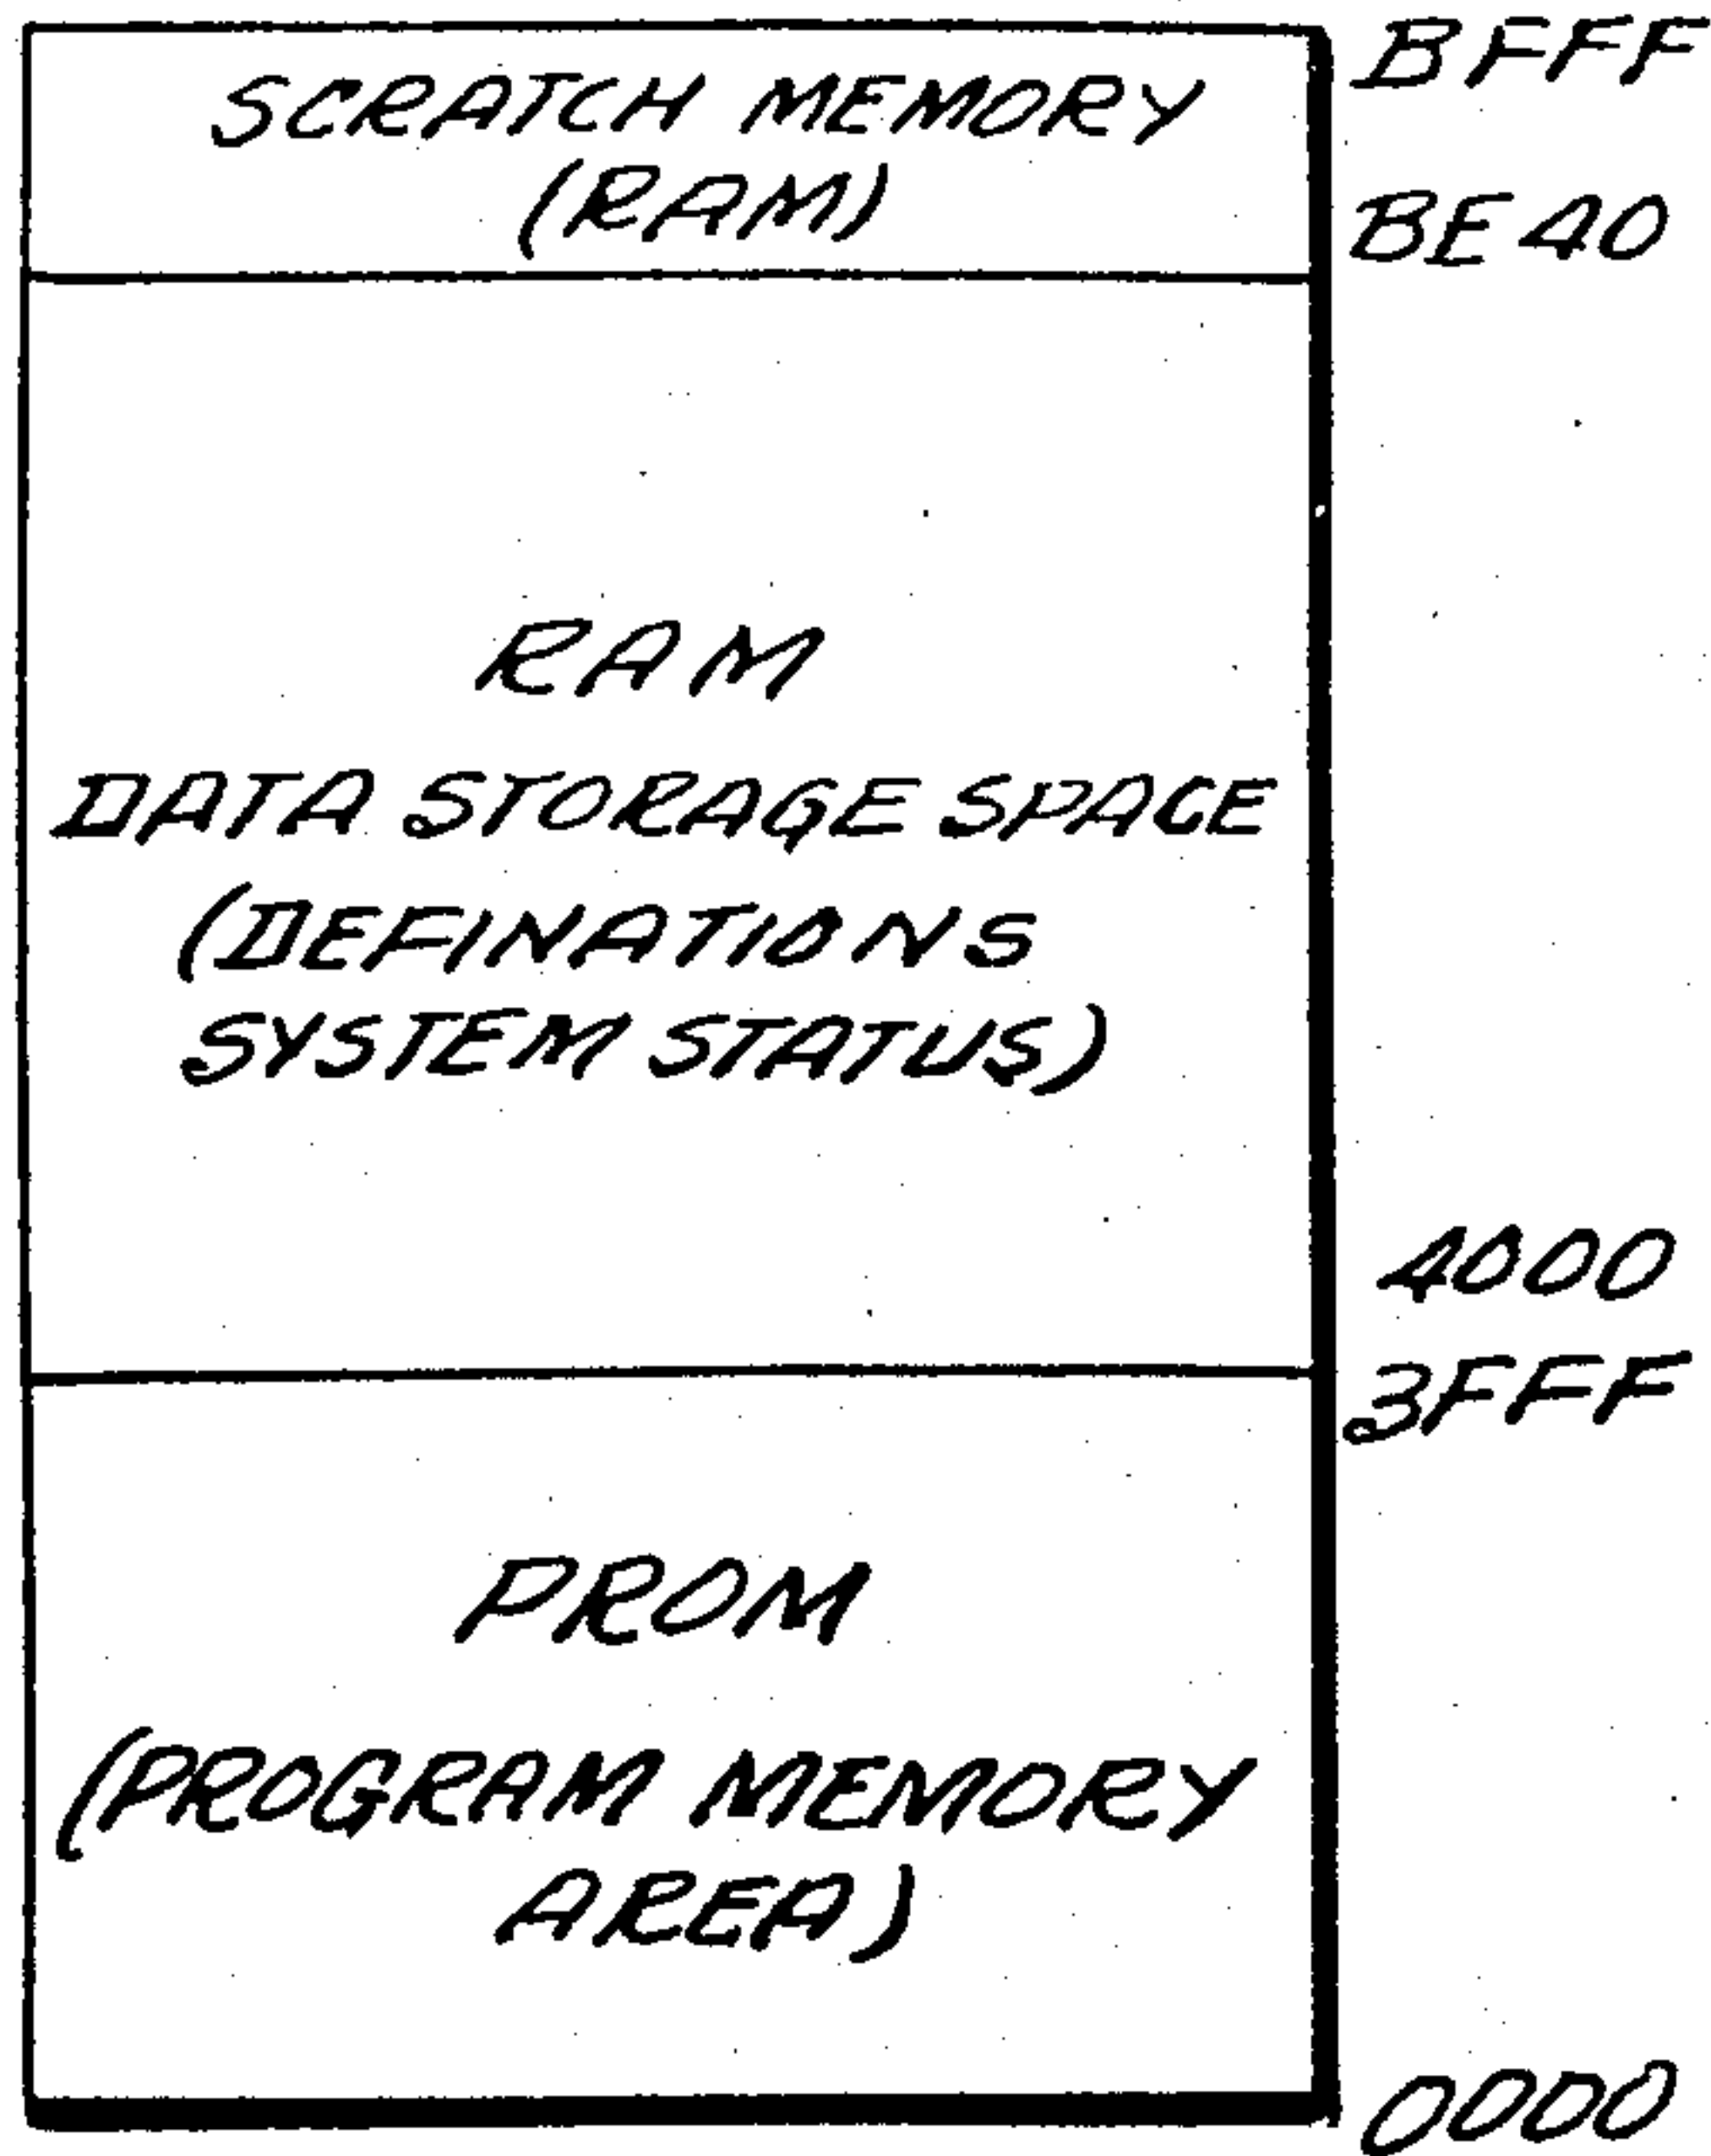 SCRATCH MEMORY
(RAM)
BFFF
BE40
RAM
DATA STORAGE SPACE
(DEFINATIONS
SYSTEM STATUS)
4000
3FFF
PROM
(PROGRAM MEMORY
AREA)
0000